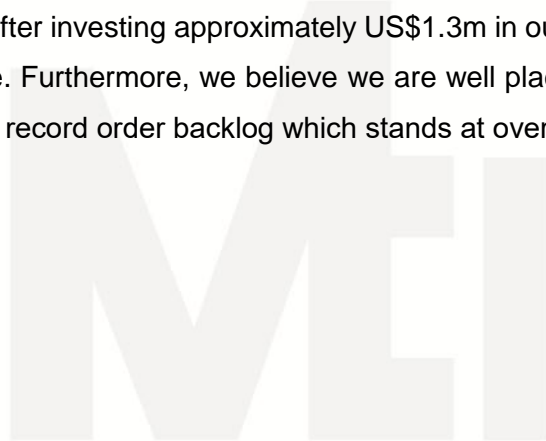 fter investing approximately US$1.3m in ou
e. Furthermore, we believe we are well plac
record order backlog which stands at over